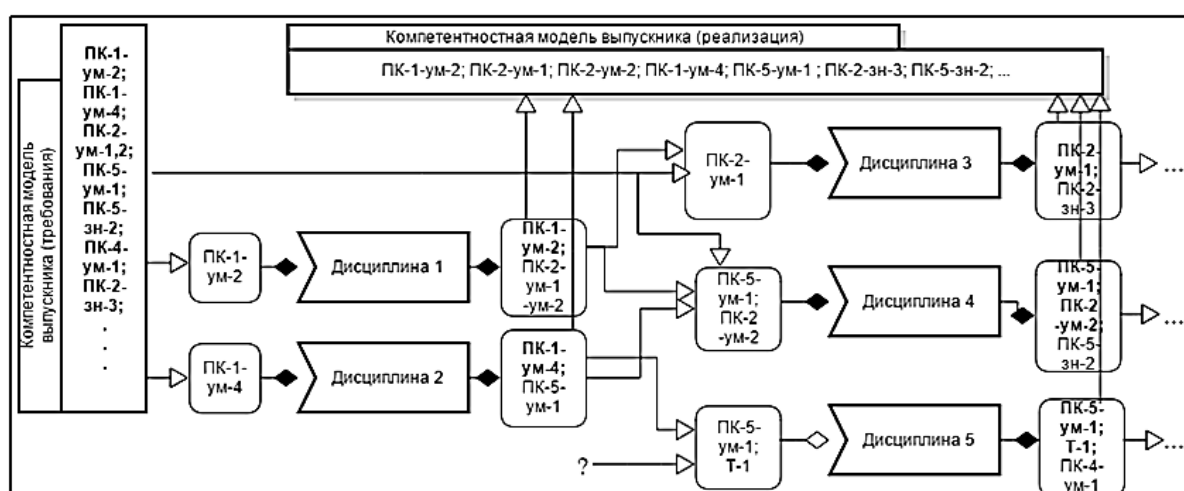 Компетентностная модель
выпускника (требования)
ПК-1-
ум-2;
ПК-1-
ум-4;
ПК-2-
ум-1,2;
ПК-5-
ум-1;
ПК-5-
зн-2;
ПК-4-
ум-1;
ПК-2-
зн-3;
.
.
.
Компетентностная модель выпускника (реализация)
ПК-1-ум-2; ПК-2-ум-1; ПК-2-ум-2; ПК-1-ум-4; ПК-5-ум-1 ; ПК-2-зн-3; ПК-5-зн-2; ...
ПК-2-
ум-1
Дисциплина 3
ПК-2-
ум-1;
ПК-2-
зн-3
...
ПК-1-
ум-2
Дисциплина 1
ПК-1-
ум-2;
ПК-2-
ум-1
-ум-2
ПК-5-
ум-1;
ПК-2
-ум-2
Дисциплина 4
ПК-5-
ум-1;
ПК-2
-ум-2;
ПК-5-
зн-2
...
ПК-1-
ум-4
Дисциплина 2
ПК-1-
ум-4;
ПК-5-
ум-1
?
ПК-5-
ум-1;
Т-1
Дисциплина 5
ПК-5-
ум-1;
Т-1;
ПК-4-
ум-1
...